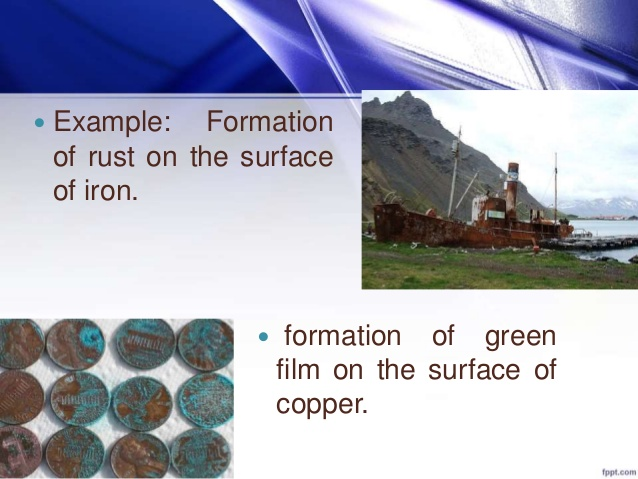 • Example: Formation
of rust on the surface
of iron.
• formation of green
film on the surface of
copper.
fppt.com